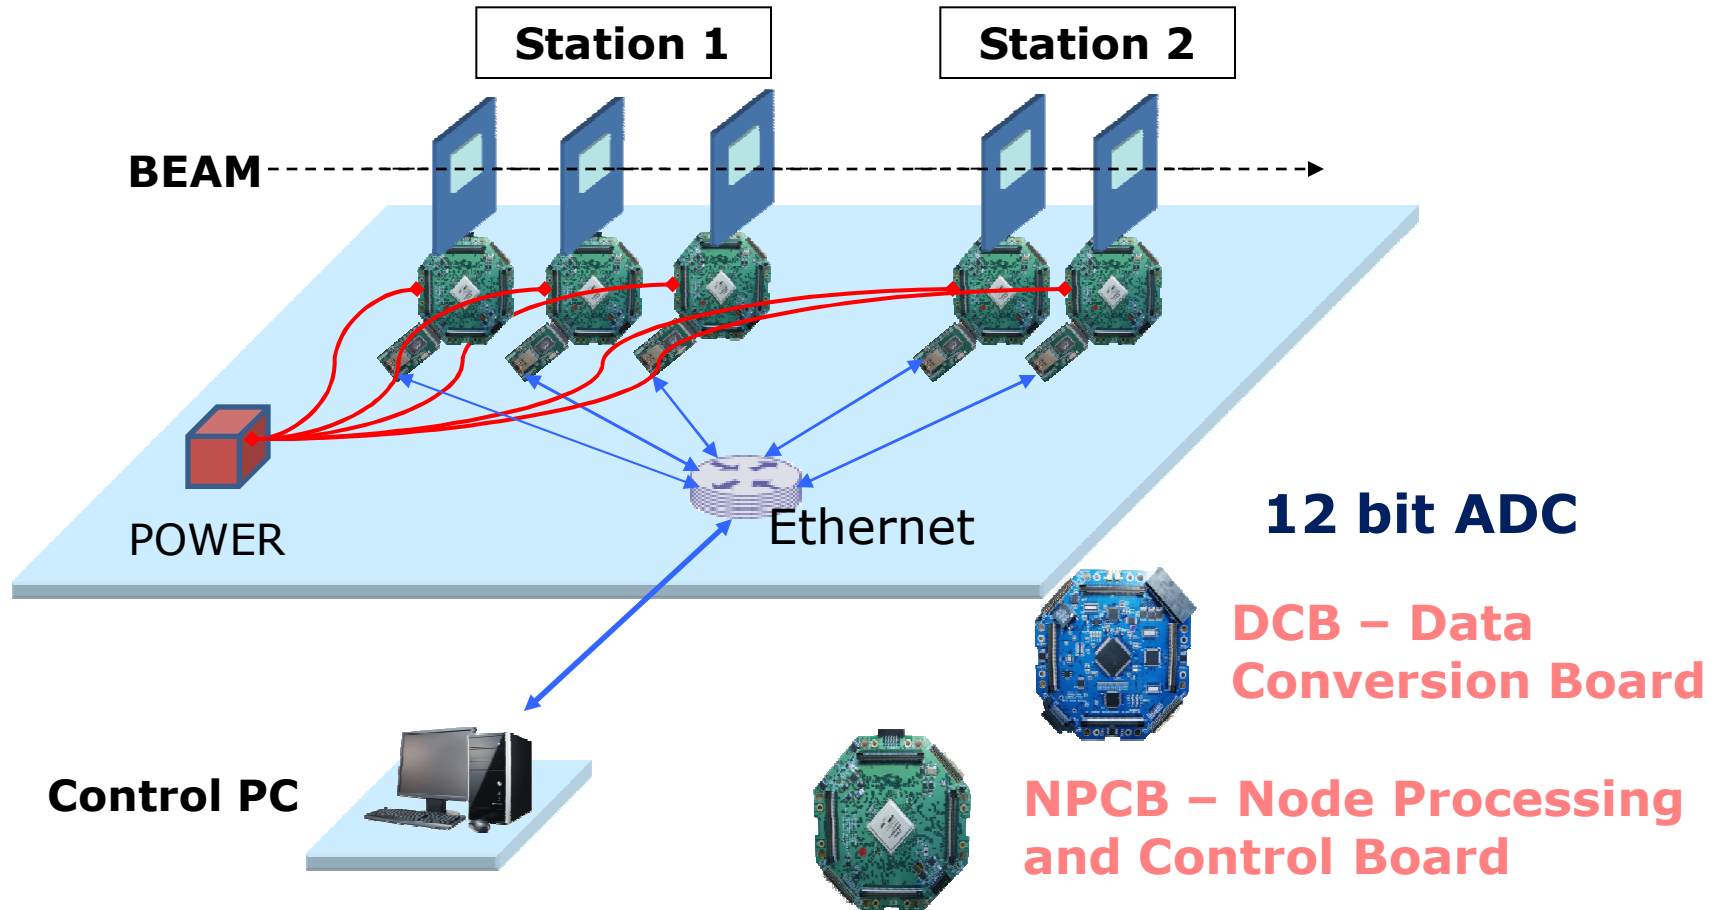 Station 1
Station 2
BEAM
POWER
Ethernet
12 bit ADC
DCB – Data
Conversion Board
Control PC
NPCB – Node Processing
and Control Board